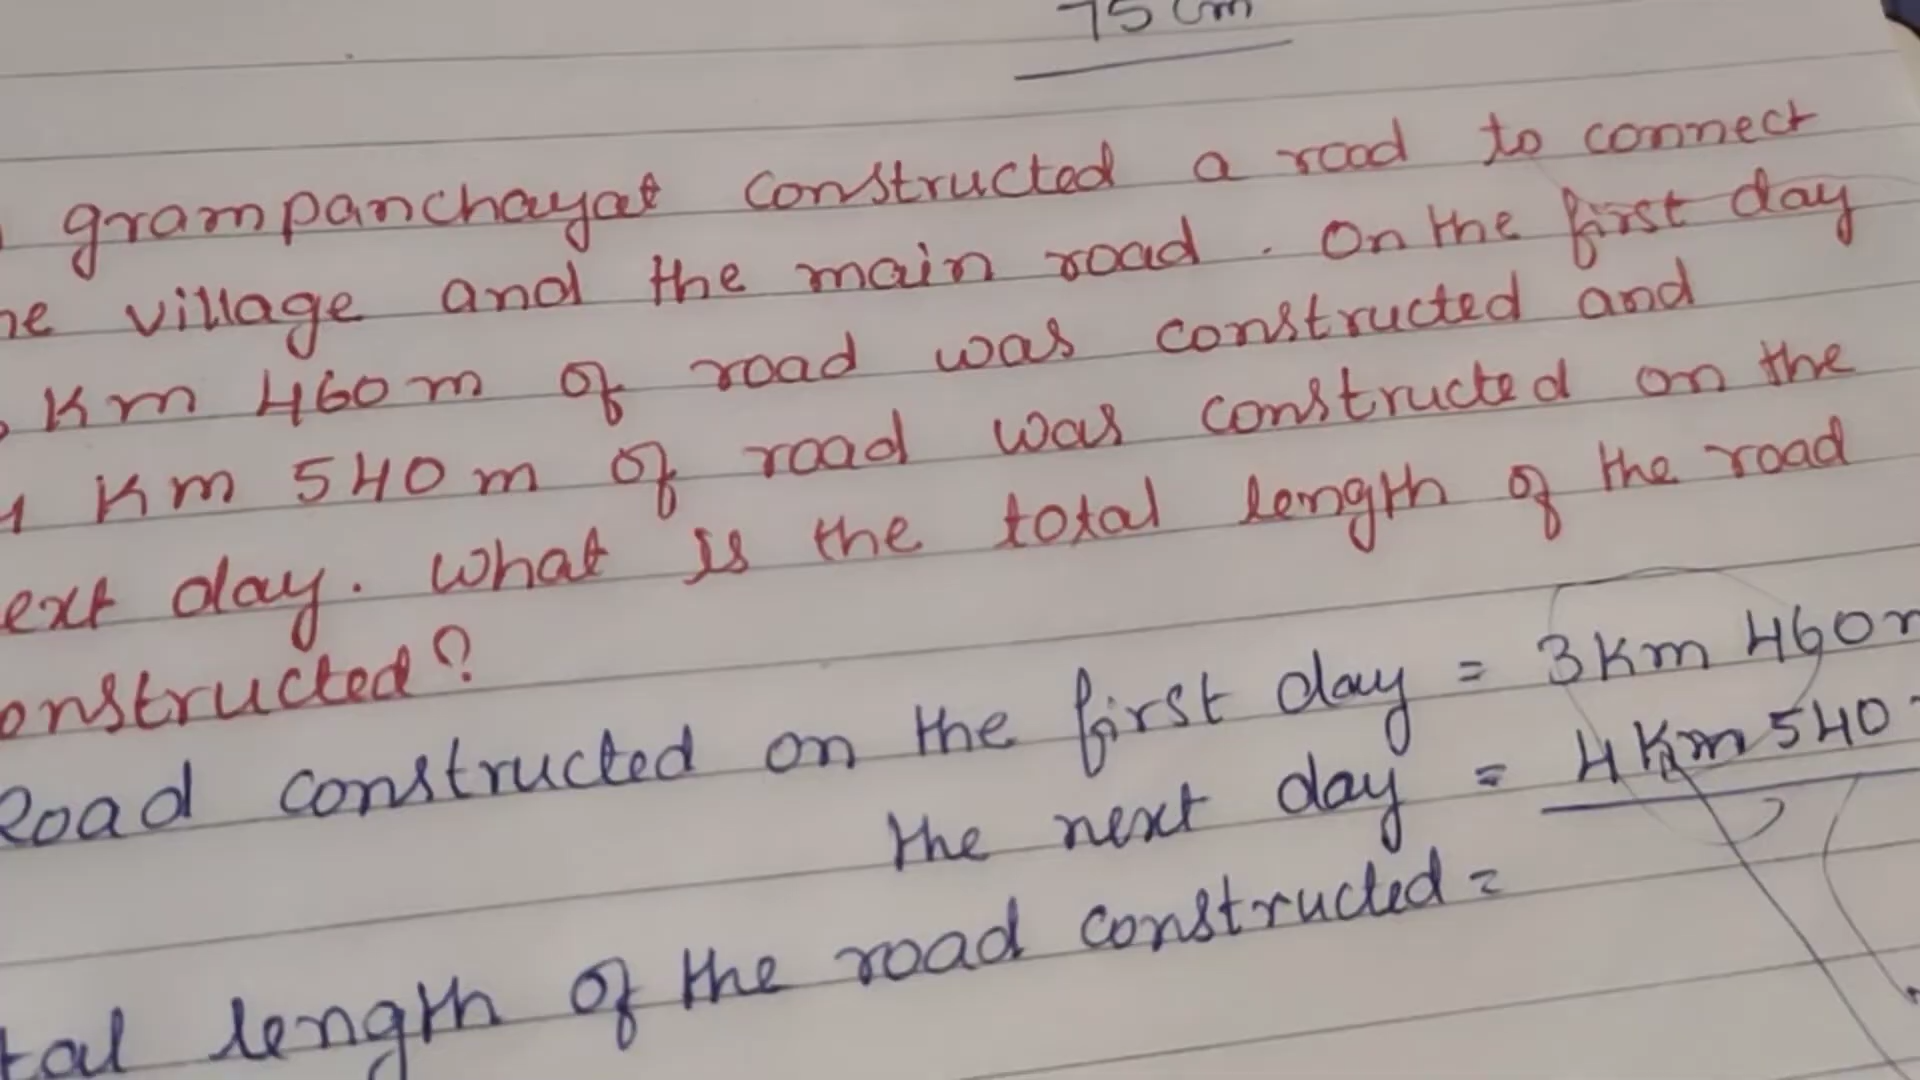 75 cm
grampanchayat constructed a road to connect
village and the main road. On the first day
Km 460 m of road was constructed and
Km 540 m of road was constructed on the
ext day. What is the total length of the road
onstructed?
Road constructed on the first day = 3 Km 460
the next day = 4 Km 540
tal length of the road constructed =